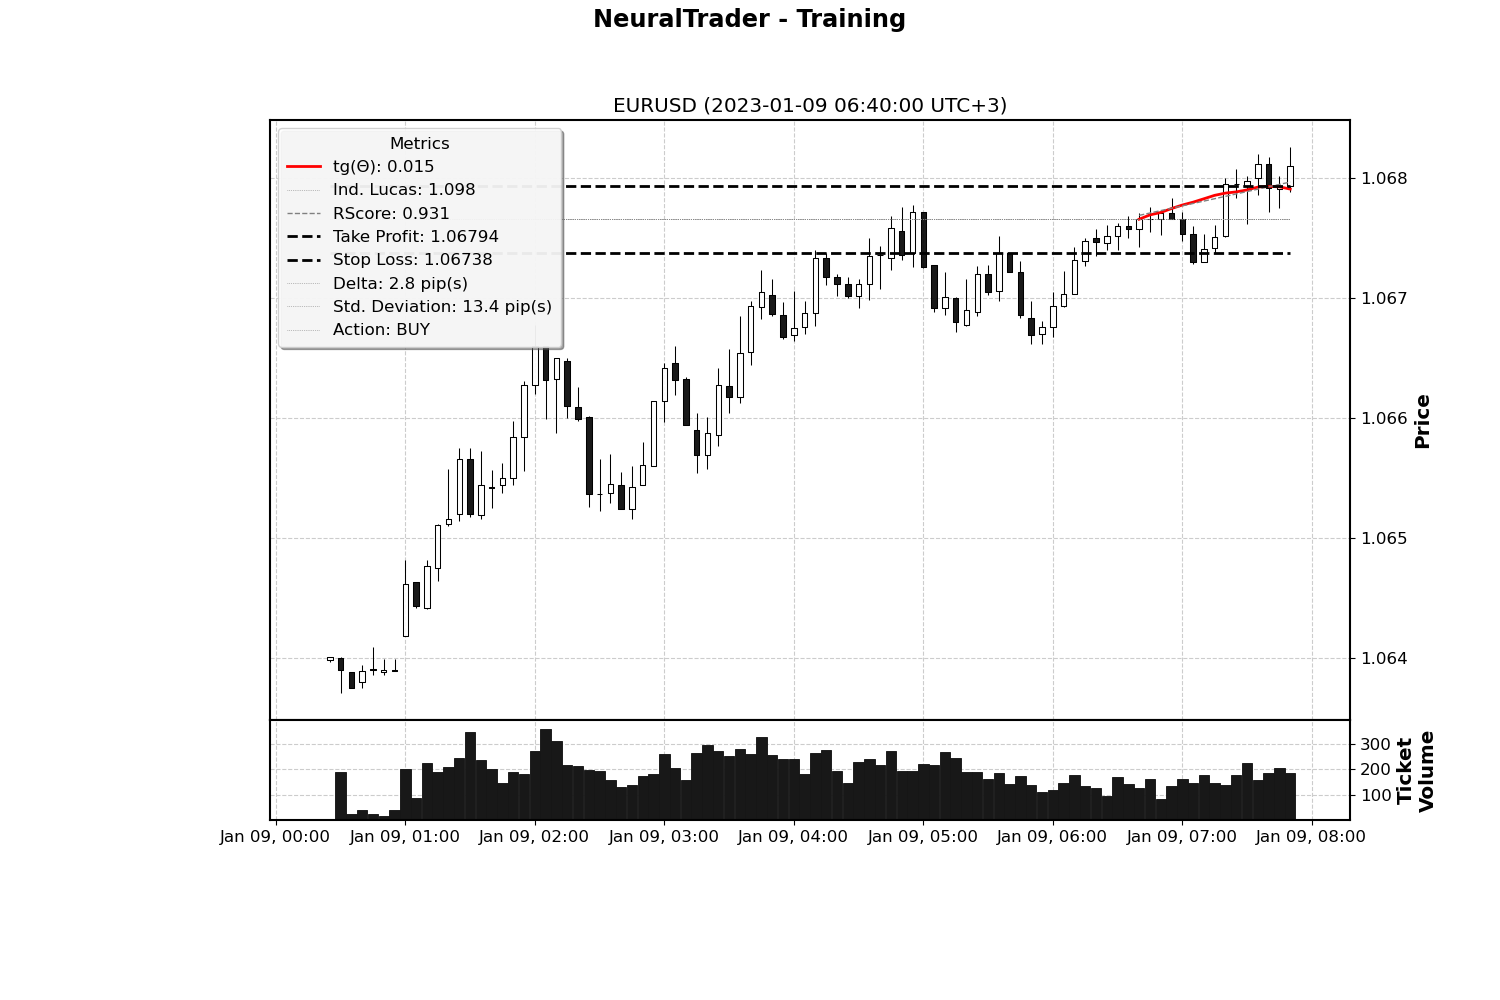 NeuralTrader - Training
EURUSD (2023-01-09 06:40:00 UTC+3)
Metrics
tg(Θ): 0.015
Ind. Lucas: 1.098
RScore: 0.931
Take Profit: 1.06794
Stop Loss: 1.06738
Delta: 2.8 pip(s)
Std. Deviation: 13.4 pip(s)
Action: BUY
1.068
1.067
1.066
1.065
1.064
Price
300
200
100
Ticket
Volume
Jan 09, 00:00
Jan 09, 01:00
Jan 09, 02:00
Jan 09, 03:00
Jan 09, 04:00
Jan 09, 05:00
Jan 09, 06:00
Jan 09, 07:00
Jan 09, 08:00